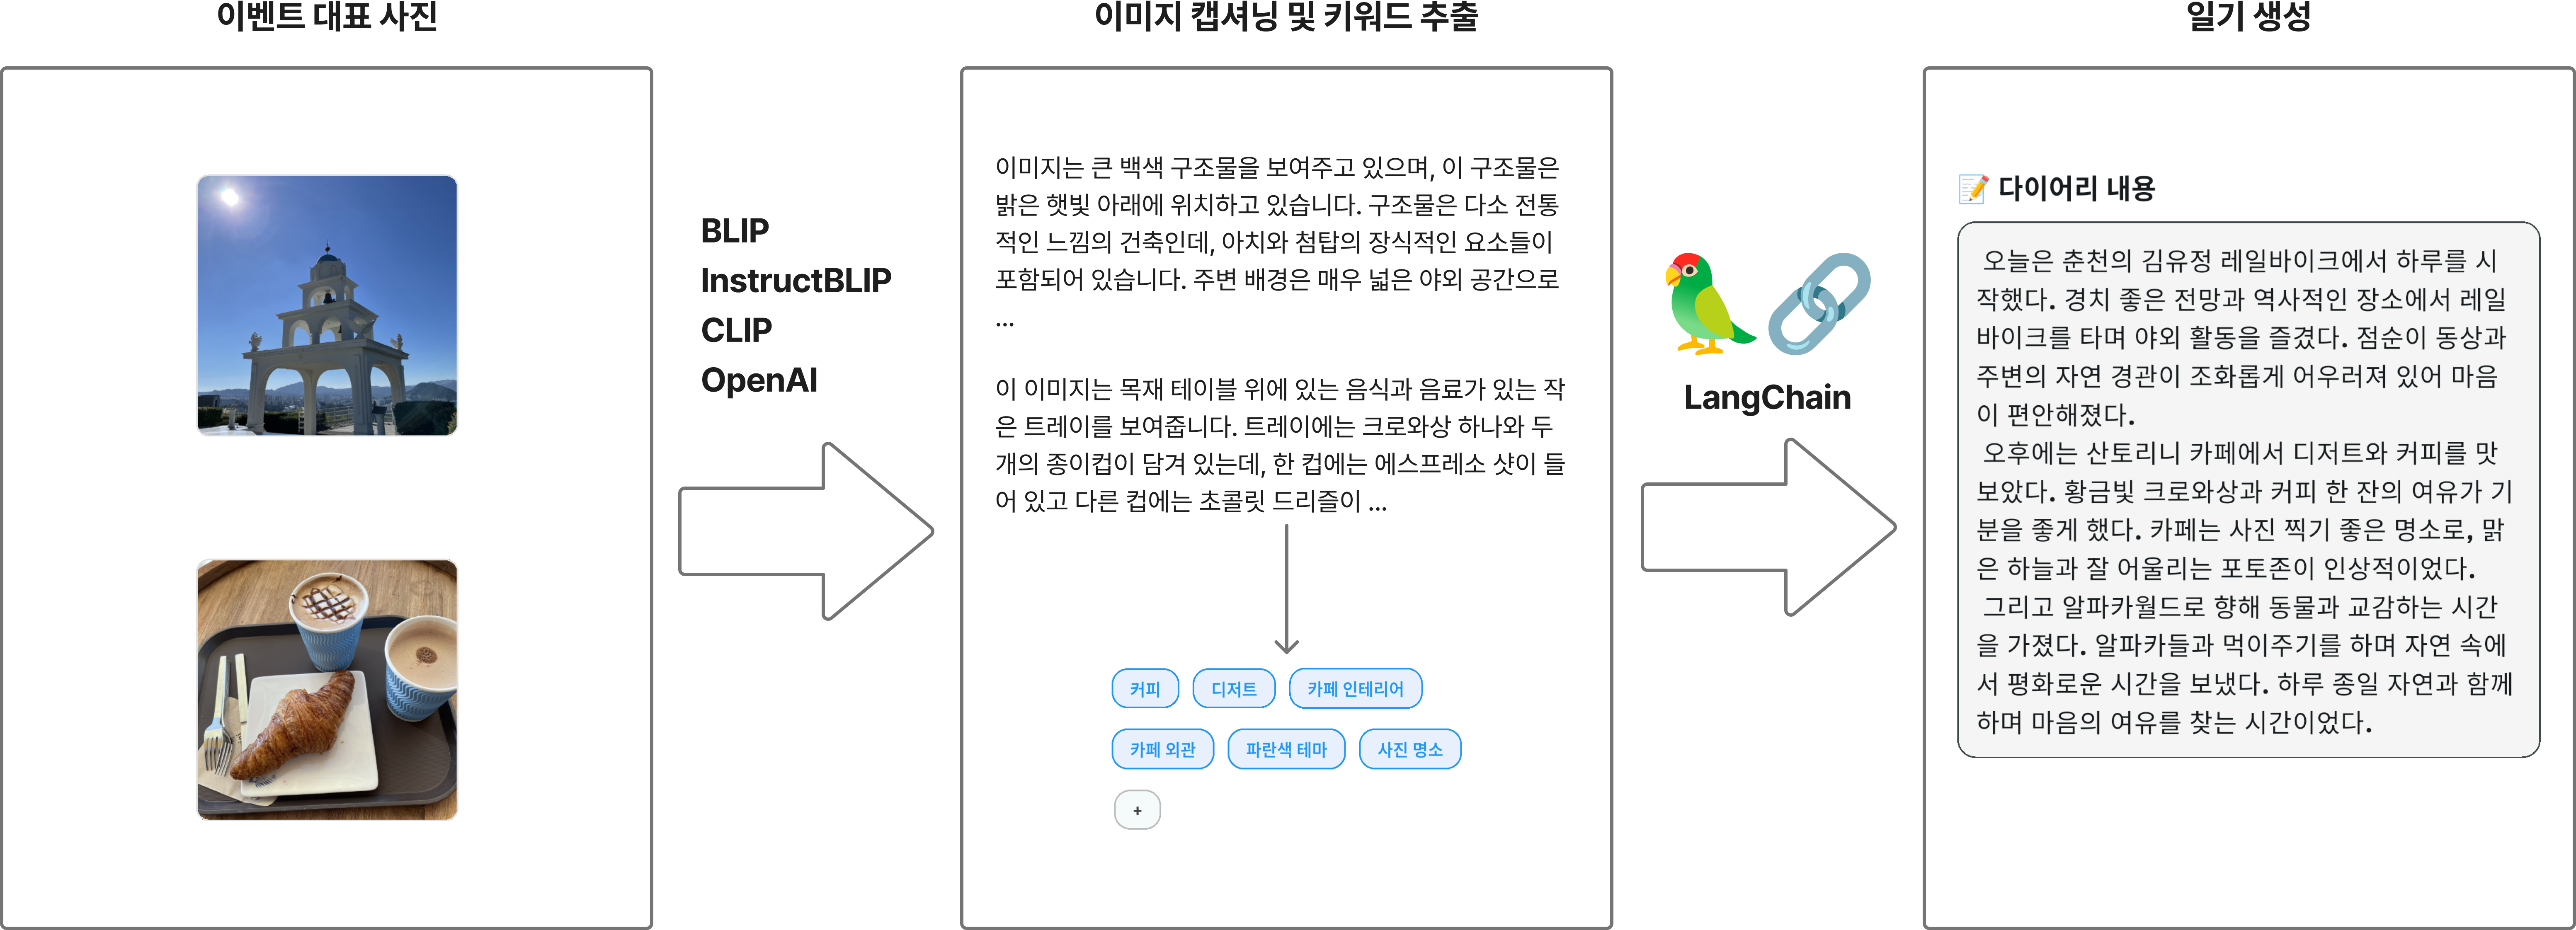 이벤트 대표 사진
이미지 캡셔닝 및 키워드 추출
일기 생성
BLIP
InstructBLIP
CLIP
OpenAI
이미지는 큰 백색 구조물을 보여주고 있으며, 이 구조물은
밝은 햇빛 아래에 위치하고 있습니다. 구조물은 다소 전통
적인 느낌의 건축인데, 아치와 첨탑의 장식적인 요소들이
포함되어 있습니다. 주변 배경은 매우 넓은 야외 공간으로
...
이 이미지는 목재 테이블 위에 있는 음식과 음료가 있는 작
은 트레이를 보여줍니다. 트레이에는 크로와상 하나와 두
개의 종이컵이 담겨 있는데, 한 컵에는 에스프레소 샷이 들
어 있고 다른 컵에는 초콜릿 드리즐이 ...
커피
디저트
카페 인테리어
카페 외관
파란색 테마
사진 명소
+
LangChain
📝 다이어리 내용
오늘은 춘천의 김유정 레일바이크에서 하루를 시
작했다. 경치 좋은 전망과 역사적인 장소에서 레일
바이크를 타며 야외 활동을 즐겼다. 점순이 동상과
주변의 자연 경관이 조화롭게 어우러져 있어 마음
이 편안해졌다.
오후에는 산토리니 카페에서 디저트와 커피를 맛
보았다. 황금빛 크로와상과 커피 한 잔의 여유가 기
분을 좋게 했다. 카페는 사진 찍기 좋은 명소로, 맑
은 하늘과 잘 어울리는 포토존이 인상적이었다.
그리고 알파카월드로 향해 동물과 교감하는 시간
을 가졌다. 알파카들과 먹이주기를 하며 자연 속에
서 평화로운 시간을 보냈다. 하루 종일 자연과 함께
하며 마음의 여유를 찾는 시간이었다.